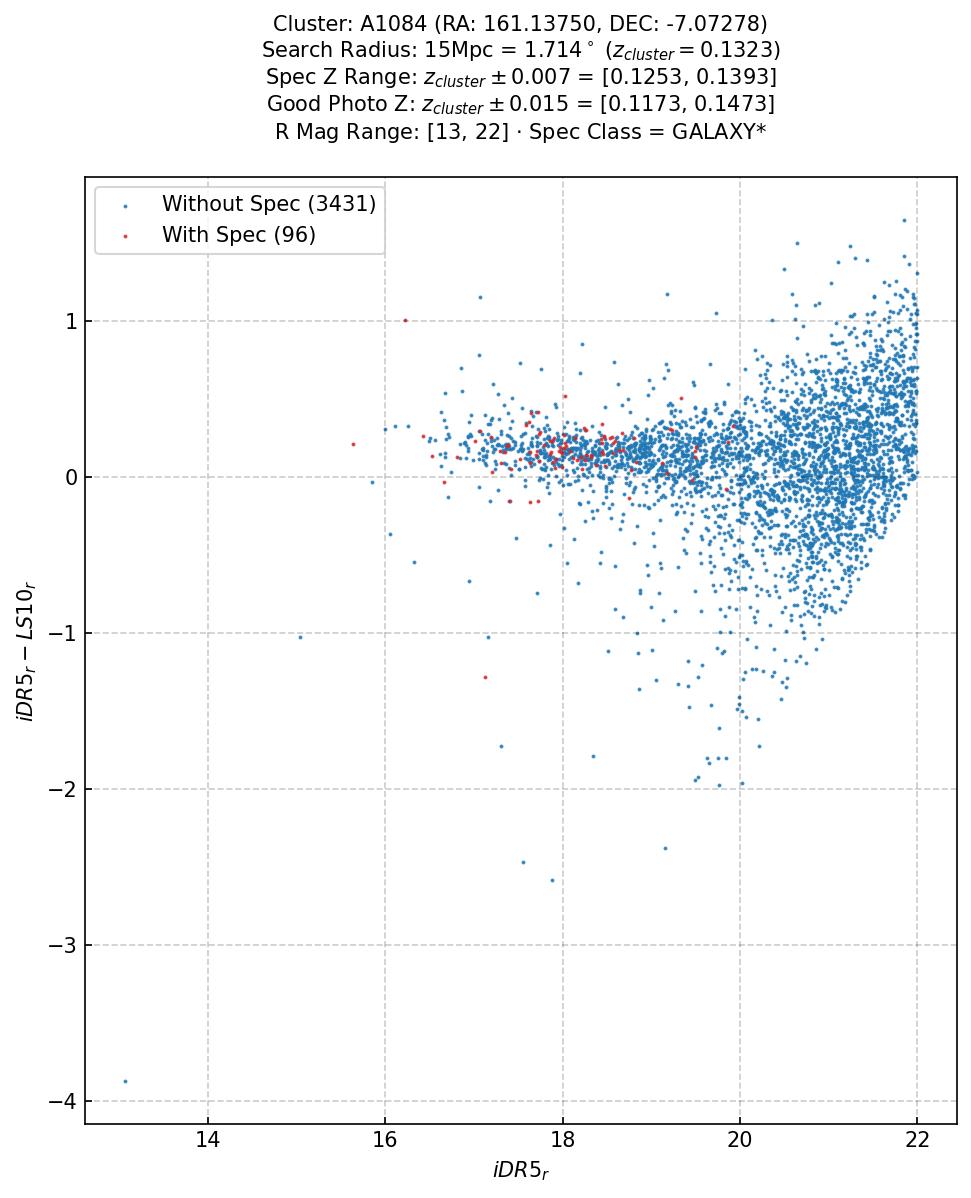 Cluster: A1084 (RA: 161.13750, DEC: -7.07278)
Search Radius: 15Mpc = 1.714° (z_cluster = 0.1323)
Spec Z Range: z_cluster ± 0.007 = [0.1253, 0.1393]
Good Photo Z: z_cluster ± 0.015 = [0.1173, 0.1473]
R Mag Range: [13, 22] · Spec Class = GALAXY*
Without Spec (3431)
With Spec (96)
1
0
−1
−2
−3
−4
iDR5_r − LS10_r
14 16 18 20 22
iDR5_r